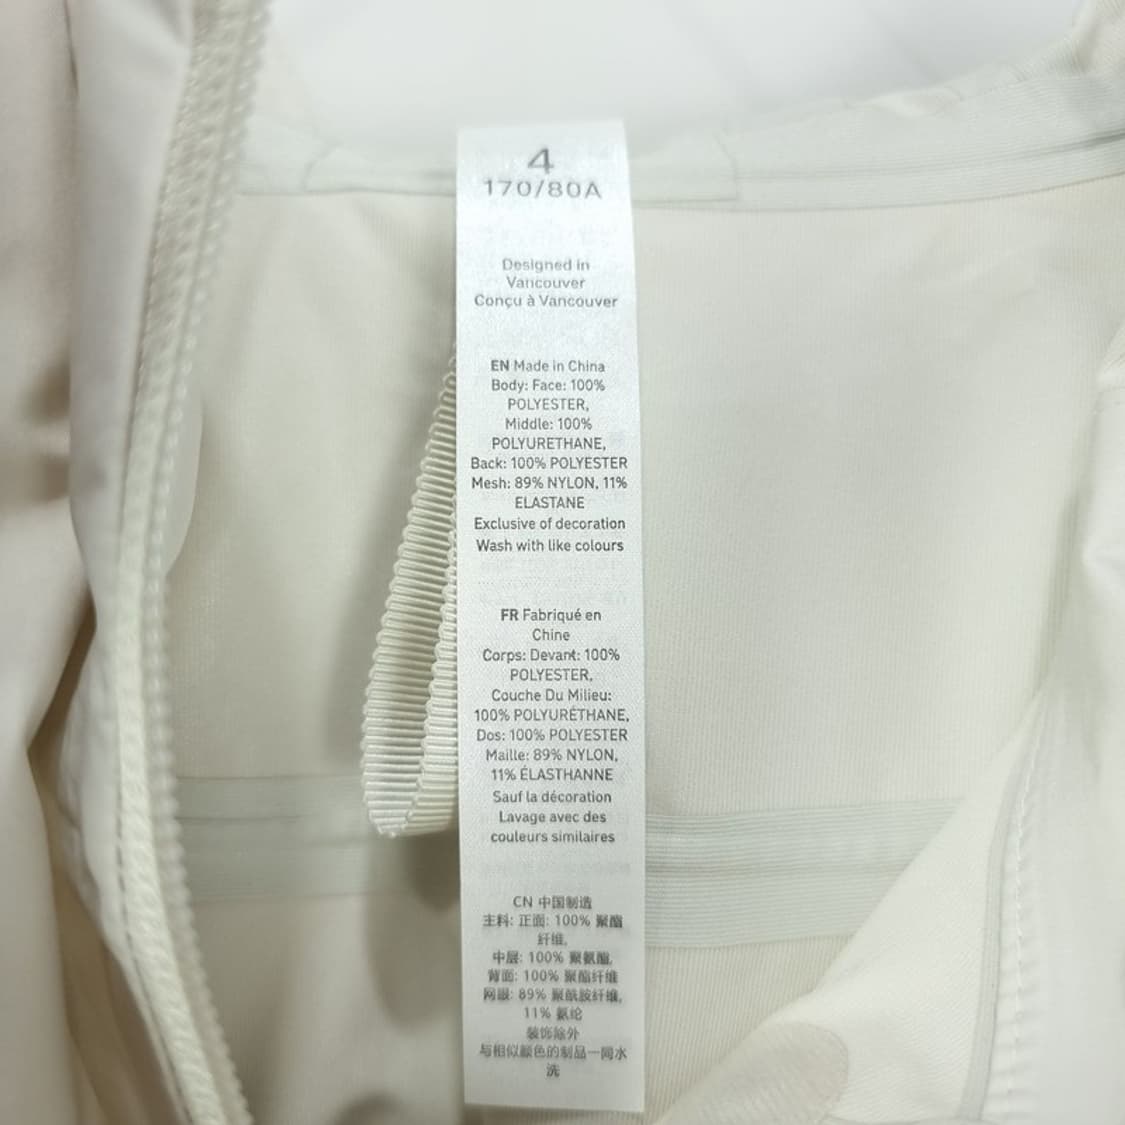 4
170/80A
Designed in
Vancouver
Conçu à Vancouver
EN Made in China
Body: Face: 100%
POLYESTER,
Middle: 100%
POLYURETHANE,
Back: 100% POLYESTER
Mesh: 89% NYLON, 11%
ELASTANE
Exclusive of decoration
Wash with like colours
FR Fabriqué en
Chine
Corps: Devant: 100%
POLYESTER,
Couche Du Milieu:
100% POLYURÉTHANE,
Dos: 100% POLYESTER
Maille: 89% NYLON,
11% ÉLASTHANNE
Sauf la décoration
Lavage avec des
couleurs similaires
CN 中国制造
主料: 正面: 100% 聚酯
纤维,
中层: 100% 聚氨酯,
背面: 100% 聚酯纤维
网眼: 89% 聚酰胺纤维,
11% 氨纶
装饰除外
与相似颜色的制品一同水
洗